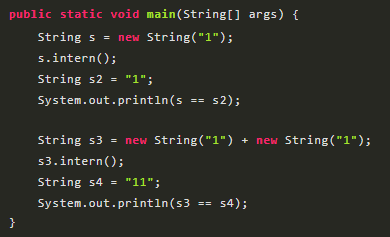 public static void main(String[] args) {
    String s = new String("1");
    s.intern();
    String s2 = "1";
    System.out.println(s == s2);

    String s3 = new String("1") + new String("1");
    s3.intern();
    String s4 = "11";
    System.out.println(s3 == s4);
}